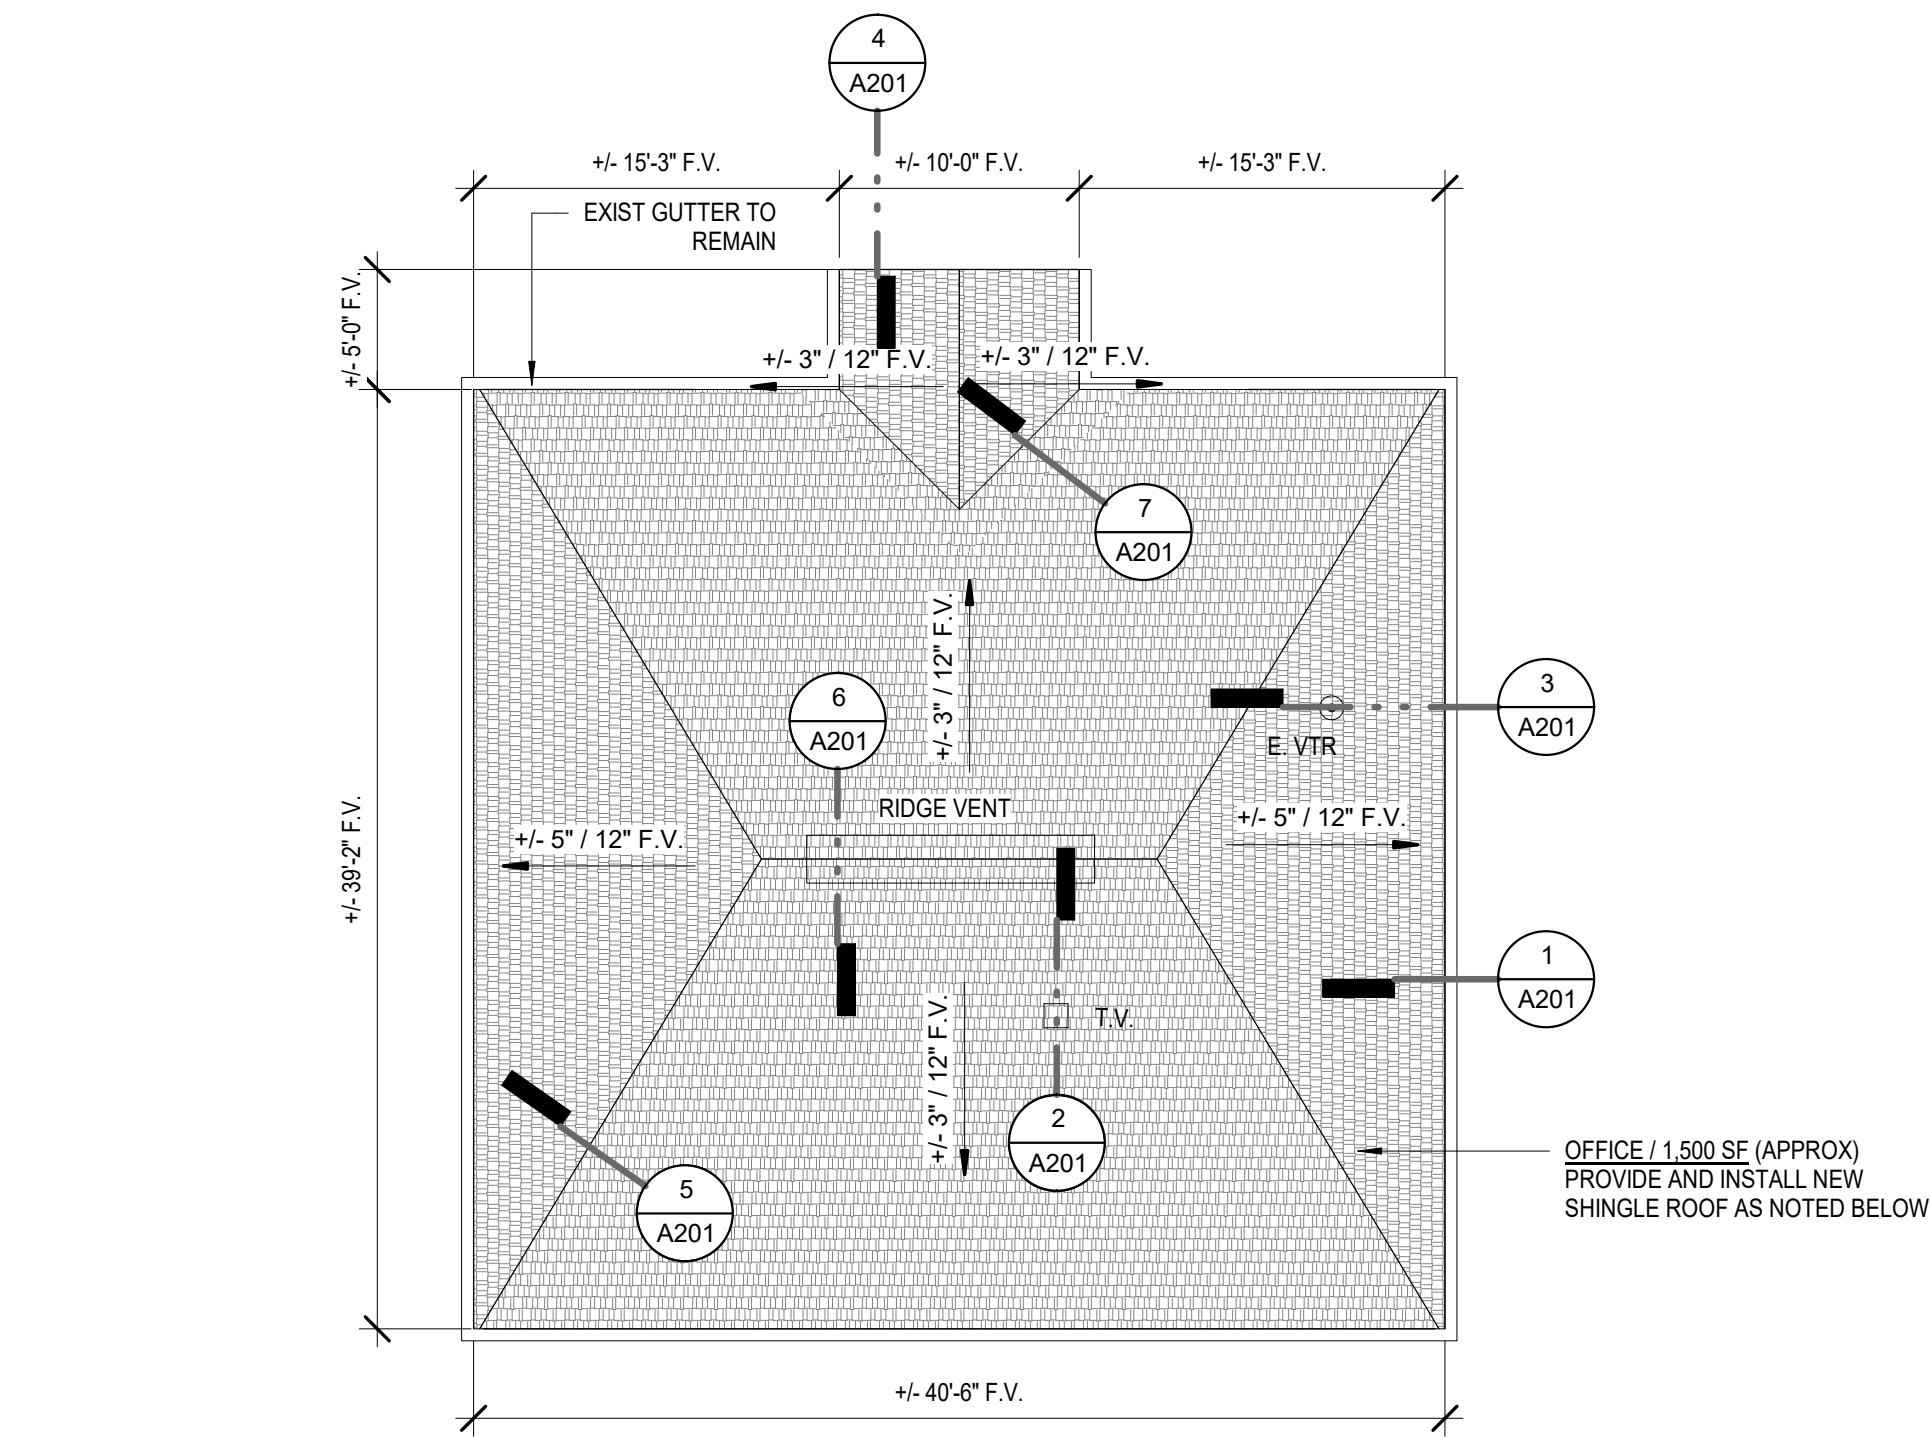 4
A201
+/- 15'-3" F.V.
+/- 10'-0" F.V.
+/- 15'-3" F.V.
EXIST GUTTER TO
REMAIN
+/- 5'-0" F.V.
+/- 3" / 12" F.V.
+/- 3" / 12" F.V.
7
A201
+/- 3" / 12" F.V.
6
A201
3
A201
E. VTR
RIDGE VENT
+/- 5" / 12" F.V.
+/- 5" / 12" F.V.
+/- 39'-2" F.V.
1
A201
T.V.
+/- 3" / 12" F.V.
2
A201
5
A201
OFFICE / 1,500 SF (APPROX)
PROVIDE AND INSTALL NEW
SHINGLE ROOF AS NOTED BELOW
+/- 40'-6" F.V.